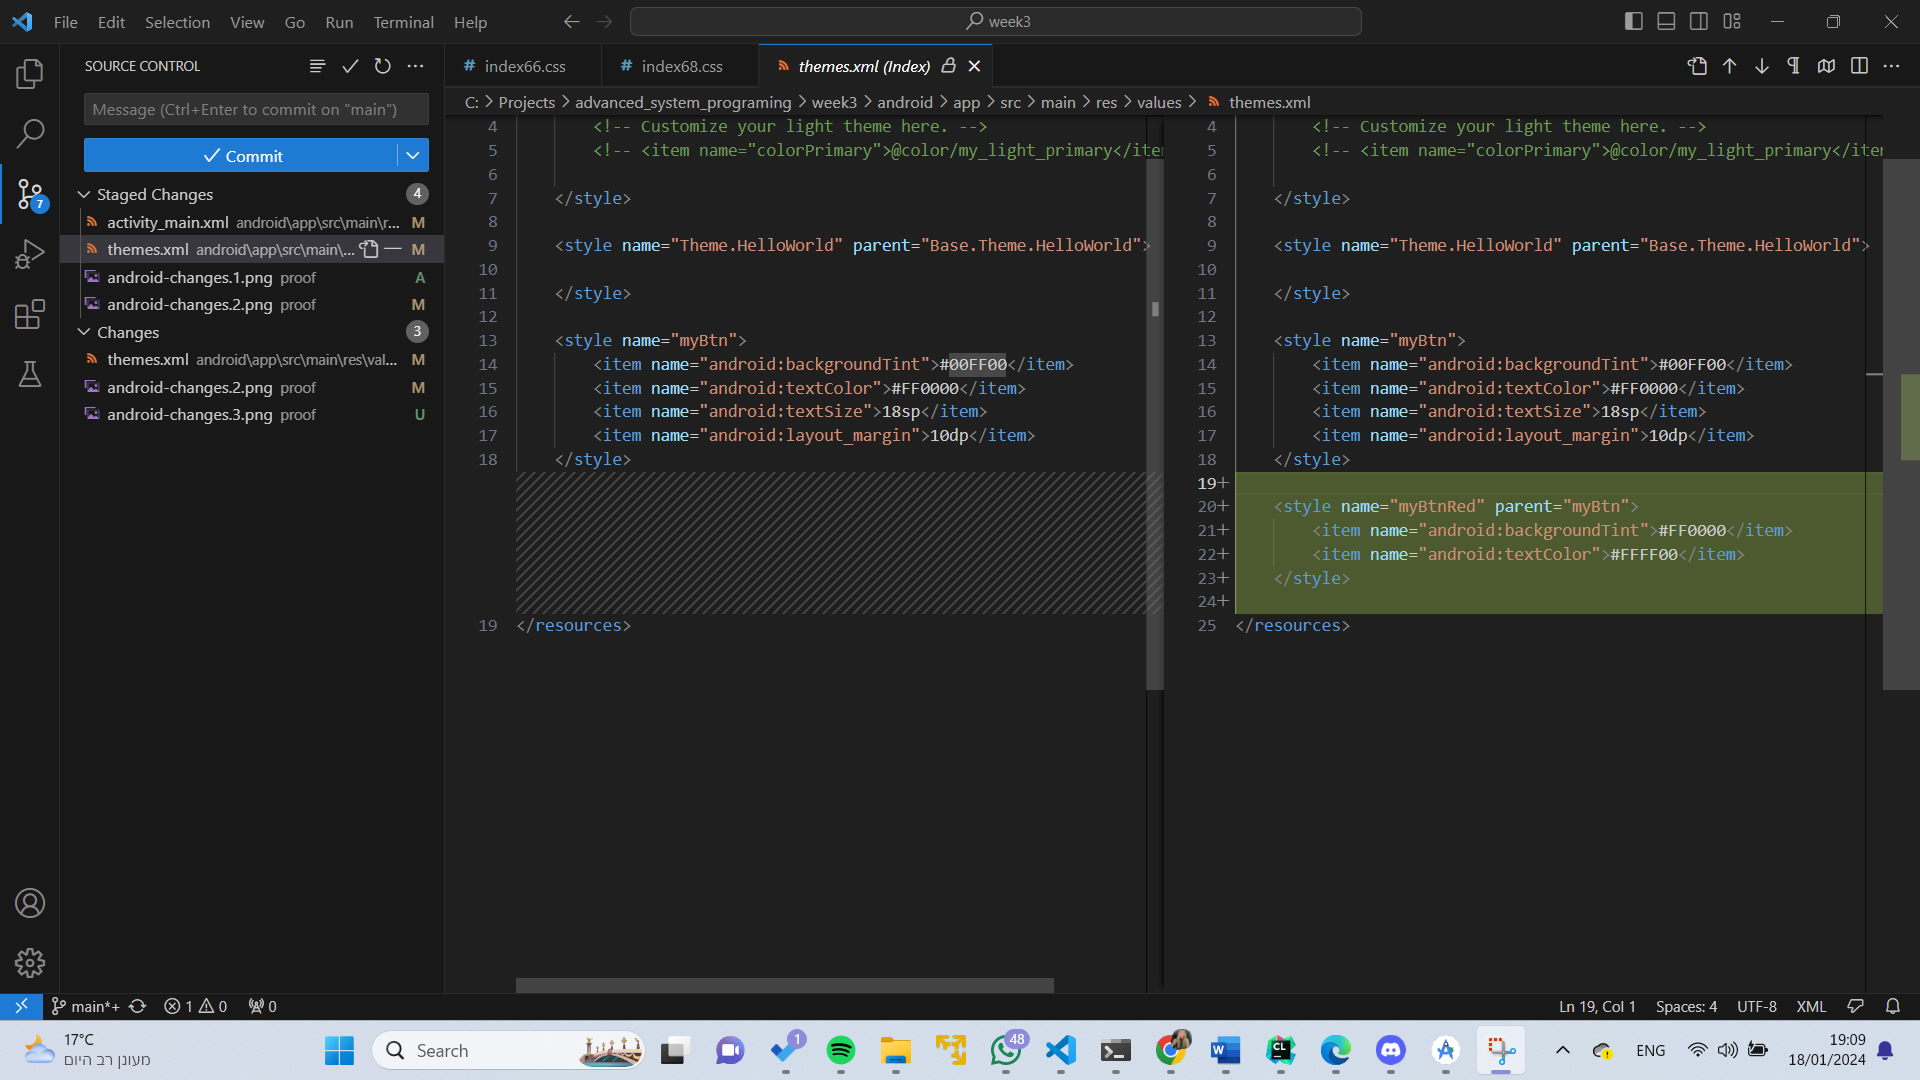 File Edit Selection View Go Run Terminal Help
week3
SOURCE CONTROL
Message (Ctrl+Enter to commit on "main")
Commit
Staged Changes 4
activity_main.xml android\app\src\main\r... M
themes.xml android\app\src\main\... M
android-changes.1.png proof A
android-changes.2.png proof M
Changes 3
themes.xml android\app\src\main\res\val... M
android-changes.2.png proof M
android-changes.3.png proof U
7
# index66.css
# index68.css
themes.xml (Index)
C: > Projects > advanced_system_programing > week3 > android > app > src > main > res > values > themes.xml
4 <!-- Customize your light theme here. -->
5 <!-- <item name="colorPrimary">@color/my_light_primary</item
6
7 </style>
8
9 <style name="Theme.HelloWorld" parent="Base.Theme.HelloWorld">
10
11 </style>
12
13 <style name="myBtn">
14 <item name="android:backgroundTint">#00FF00</item>
15 <item name="android:textColor">#FF0000</item>
16 <item name="android:textSize">18sp</item>
17 <item name="android:layout_margin">10dp</item>
18 </style>
19 </resources>
4 <!-- Customize your light theme here. -->
5 <!-- <item name="colorPrimary">@color/my_light_primary</item
6
7 </style>
8
9 <style name="Theme.HelloWorld" parent="Base.Theme.HelloWorld">
10
11 </style>
12
13 <style name="myBtn">
14 <item name="android:backgroundTint">#00FF00</item>
15 <item name="android:textColor">#FF0000</item>
16 <item name="android:textSize">18sp</item>
17 <item name="android:layout_margin">10dp</item>
18 </style>
19+
20+ <style name="myBtnRed" parent="myBtn">
21+ <item name="android:backgroundTint">#FF0000</item>
22+ <item name="android:textColor">#FFFF00</item>
23+ </style>
24+
25 </resources>
main*+ 1 0 0
Ln 19, Col 1 Spaces: 4 UTF-8 XML
17°C
מעונן רב היום
Search
1
48
W
CL
ENG
19:09
18/01/2024